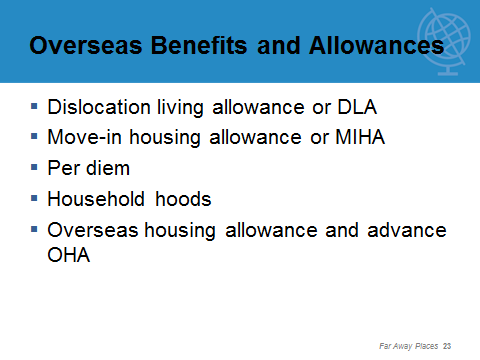 Overseas Benefits and Allowances
▪ Dislocation living allowance or DLA
▪ Move-in housing allowance or MIHA
▪ Per diem
▪ Household hoods
▪ Overseas housing allowance and advance
OHA
Far Away Places 23